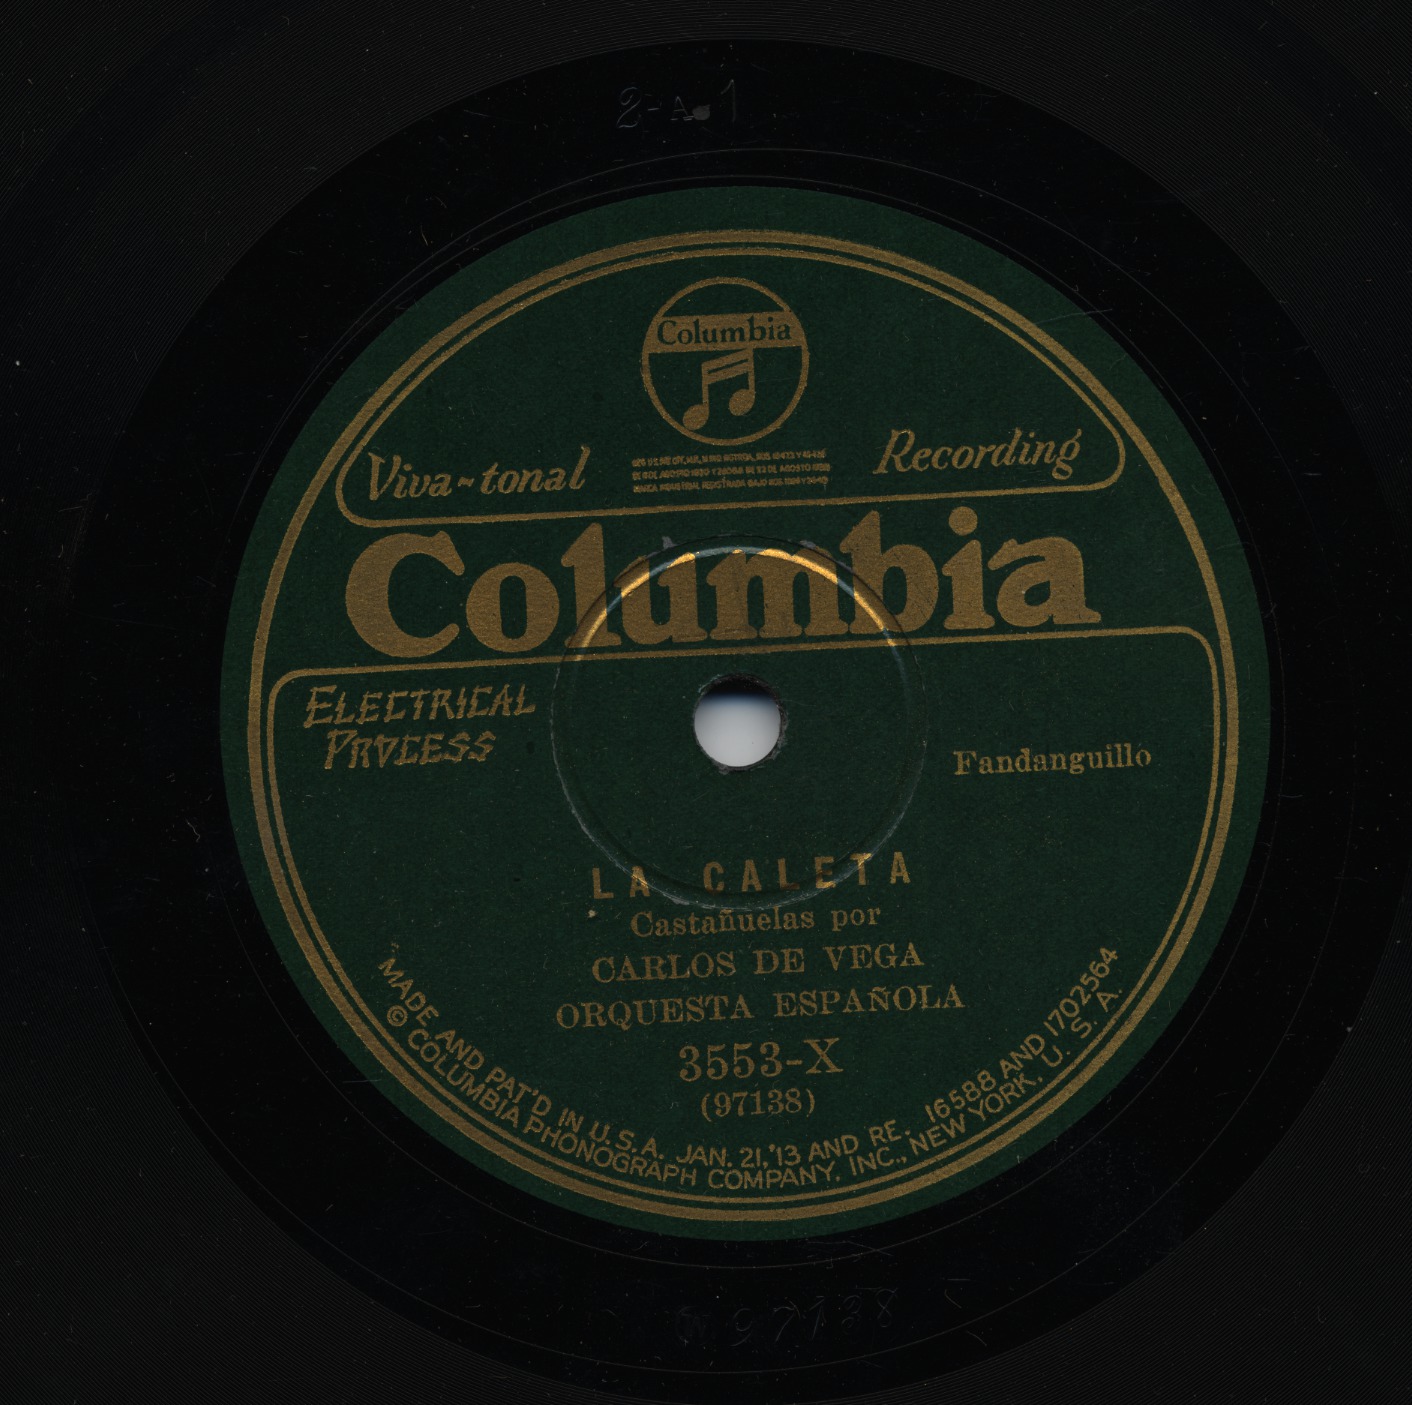 2-A-1
Columbia
Viva-tonal Recording
Columbia
ELECTRICAL
PROCESS
Fandanguillo
LA CALETA
Castañuelas por
CARLOS DE VEGA
ORQUESTA ESPAÑOLA
3553-X
(97138)
MADE AND PAT'D IN U.S.A. JAN. 21,'13 AND RE. 16588 AND 1702564
© COLUMBIA PHONOGRAPH COMPANY, INC., NEW YORK, U. S. A.
97138